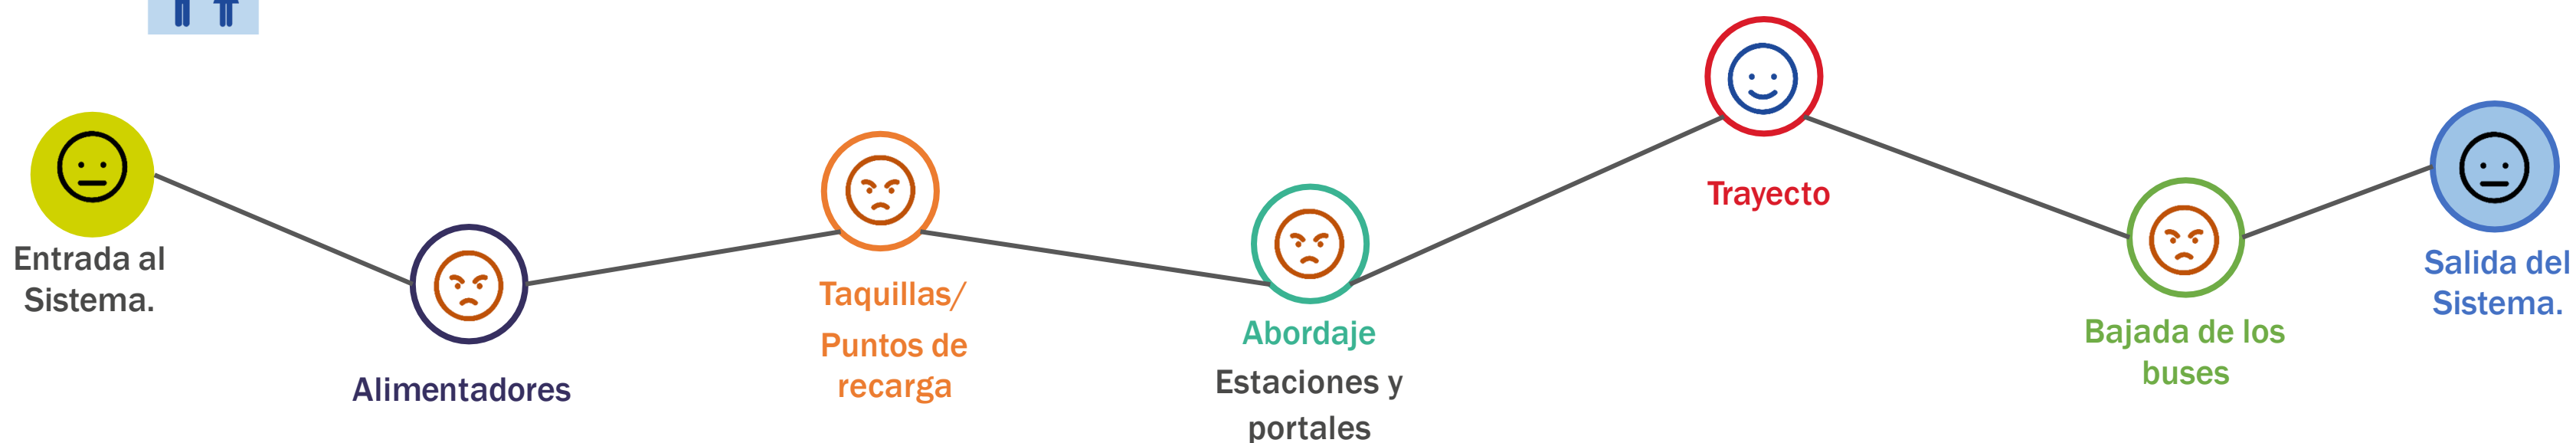 Entrada al
Sistema.
Alimentadores
Taquillas/
Puntos de
recarga
Abordaje
Estaciones y
portales
Trayecto
Bajada de los
buses
Salida del
Sistema.